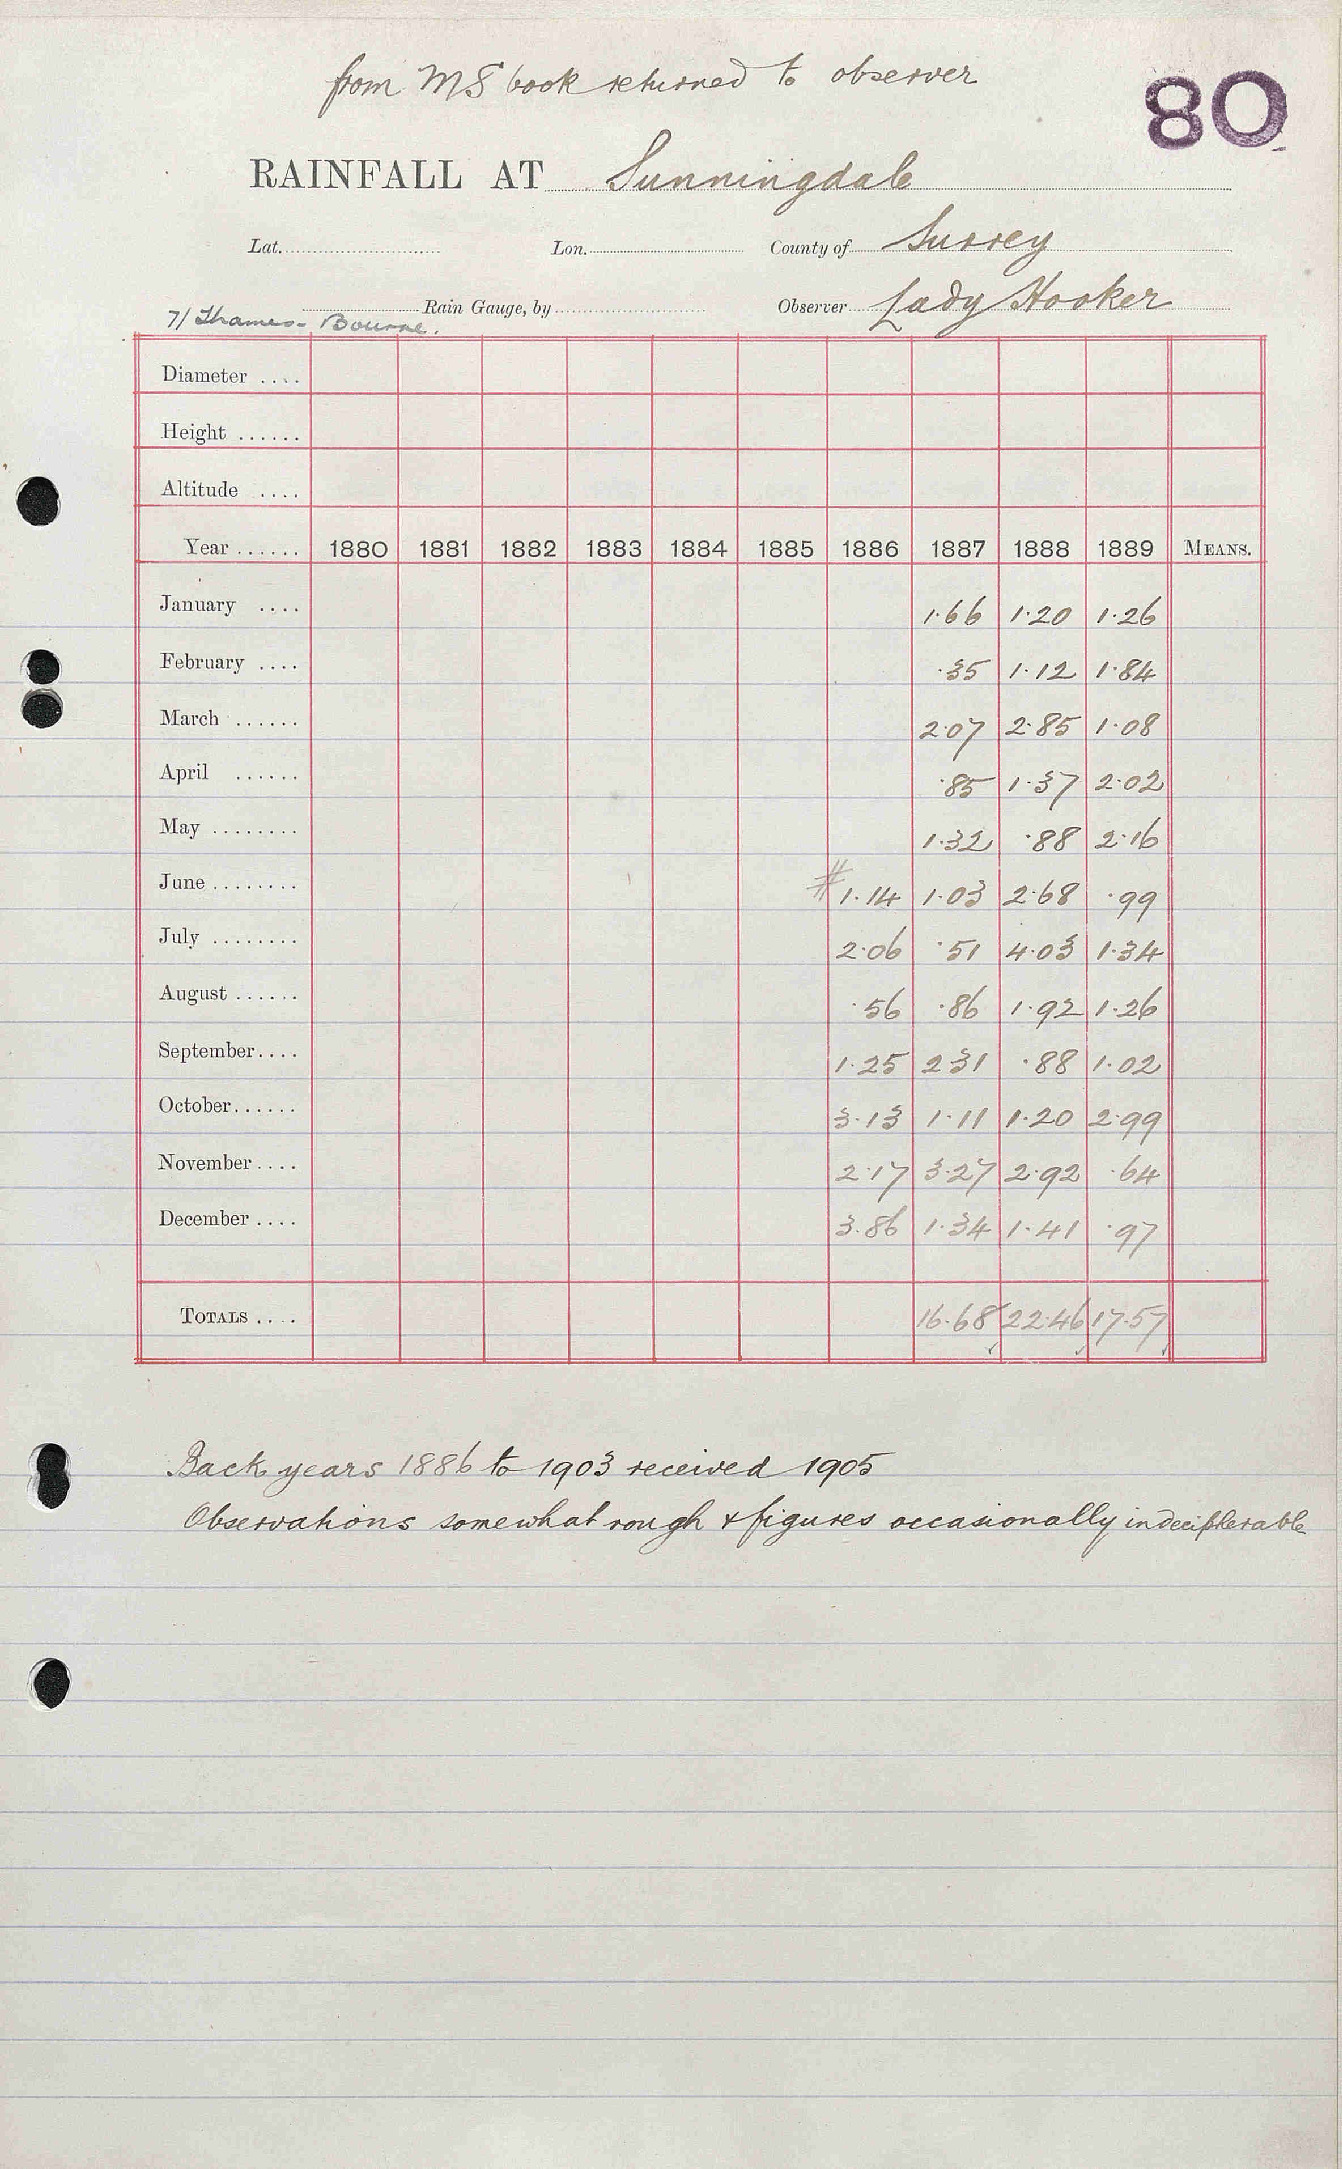 from MS book returned to observer
80
RAINFALL AT Sunningdale
Lat. Lon. County of Surrey
7/ Thames - Bourne. Rain Gauge, by Observer Lady Hooker
Diameter ....
Height ......
Altitude ....
Year ...... 1880 1881 1882 1883 1884 1885 1886 1887 1888 1889 MEANS.
January .... 1·66 1·20 1·26
February .... ·35 1·12 1·84
March ...... 2·07 2·85 1·08
April ...... ·85 1·37 2·02
May ........ 1·32 ·88 2·16
June ........ # 1·14 1·03 2·68 ·99
July ........ 2·06 ·51 4·03 1·34
August ...... ·56 ·86 1·92 1·26
September.... 1·25 2·31 ·88 1·02
October...... 3·13 1·11 1·20 2·99
November.... 2·17 3·27 2·92 ·64
December .... 3·86 1·34 1·41 ·97
TOTALS .... 16·68 22·46 17·57
Back years 1886 to 1903 received 1905
Observations somewhat rough & figures occasionally indecipherable